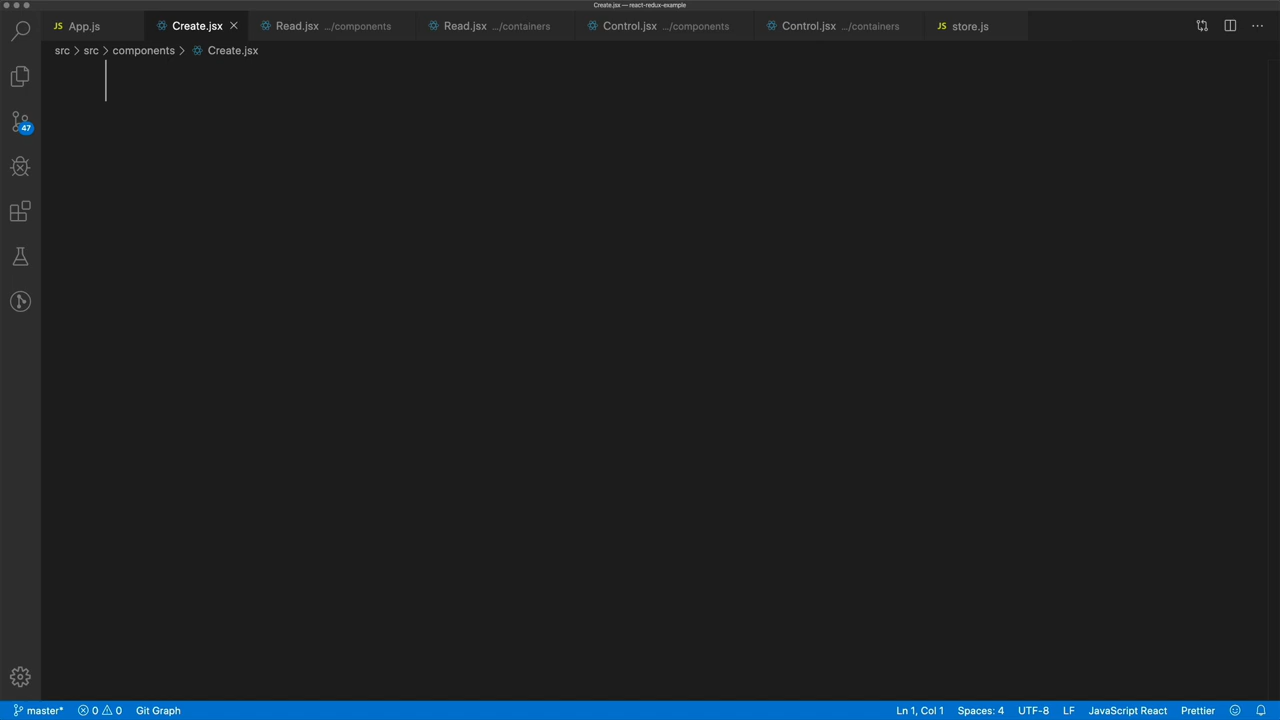 Create.jsx — react-redux-example
JS App.js Create.jsx Read.jsx .../components Read.jsx .../containers Control.jsx .../components Control.jsx .../containers JS store.js
src > src > components > Create.jsx
47
master* 0 0 Git Graph Ln 1, Col 1 Spaces: 4 UTF-8 LF JavaScript React Prettier